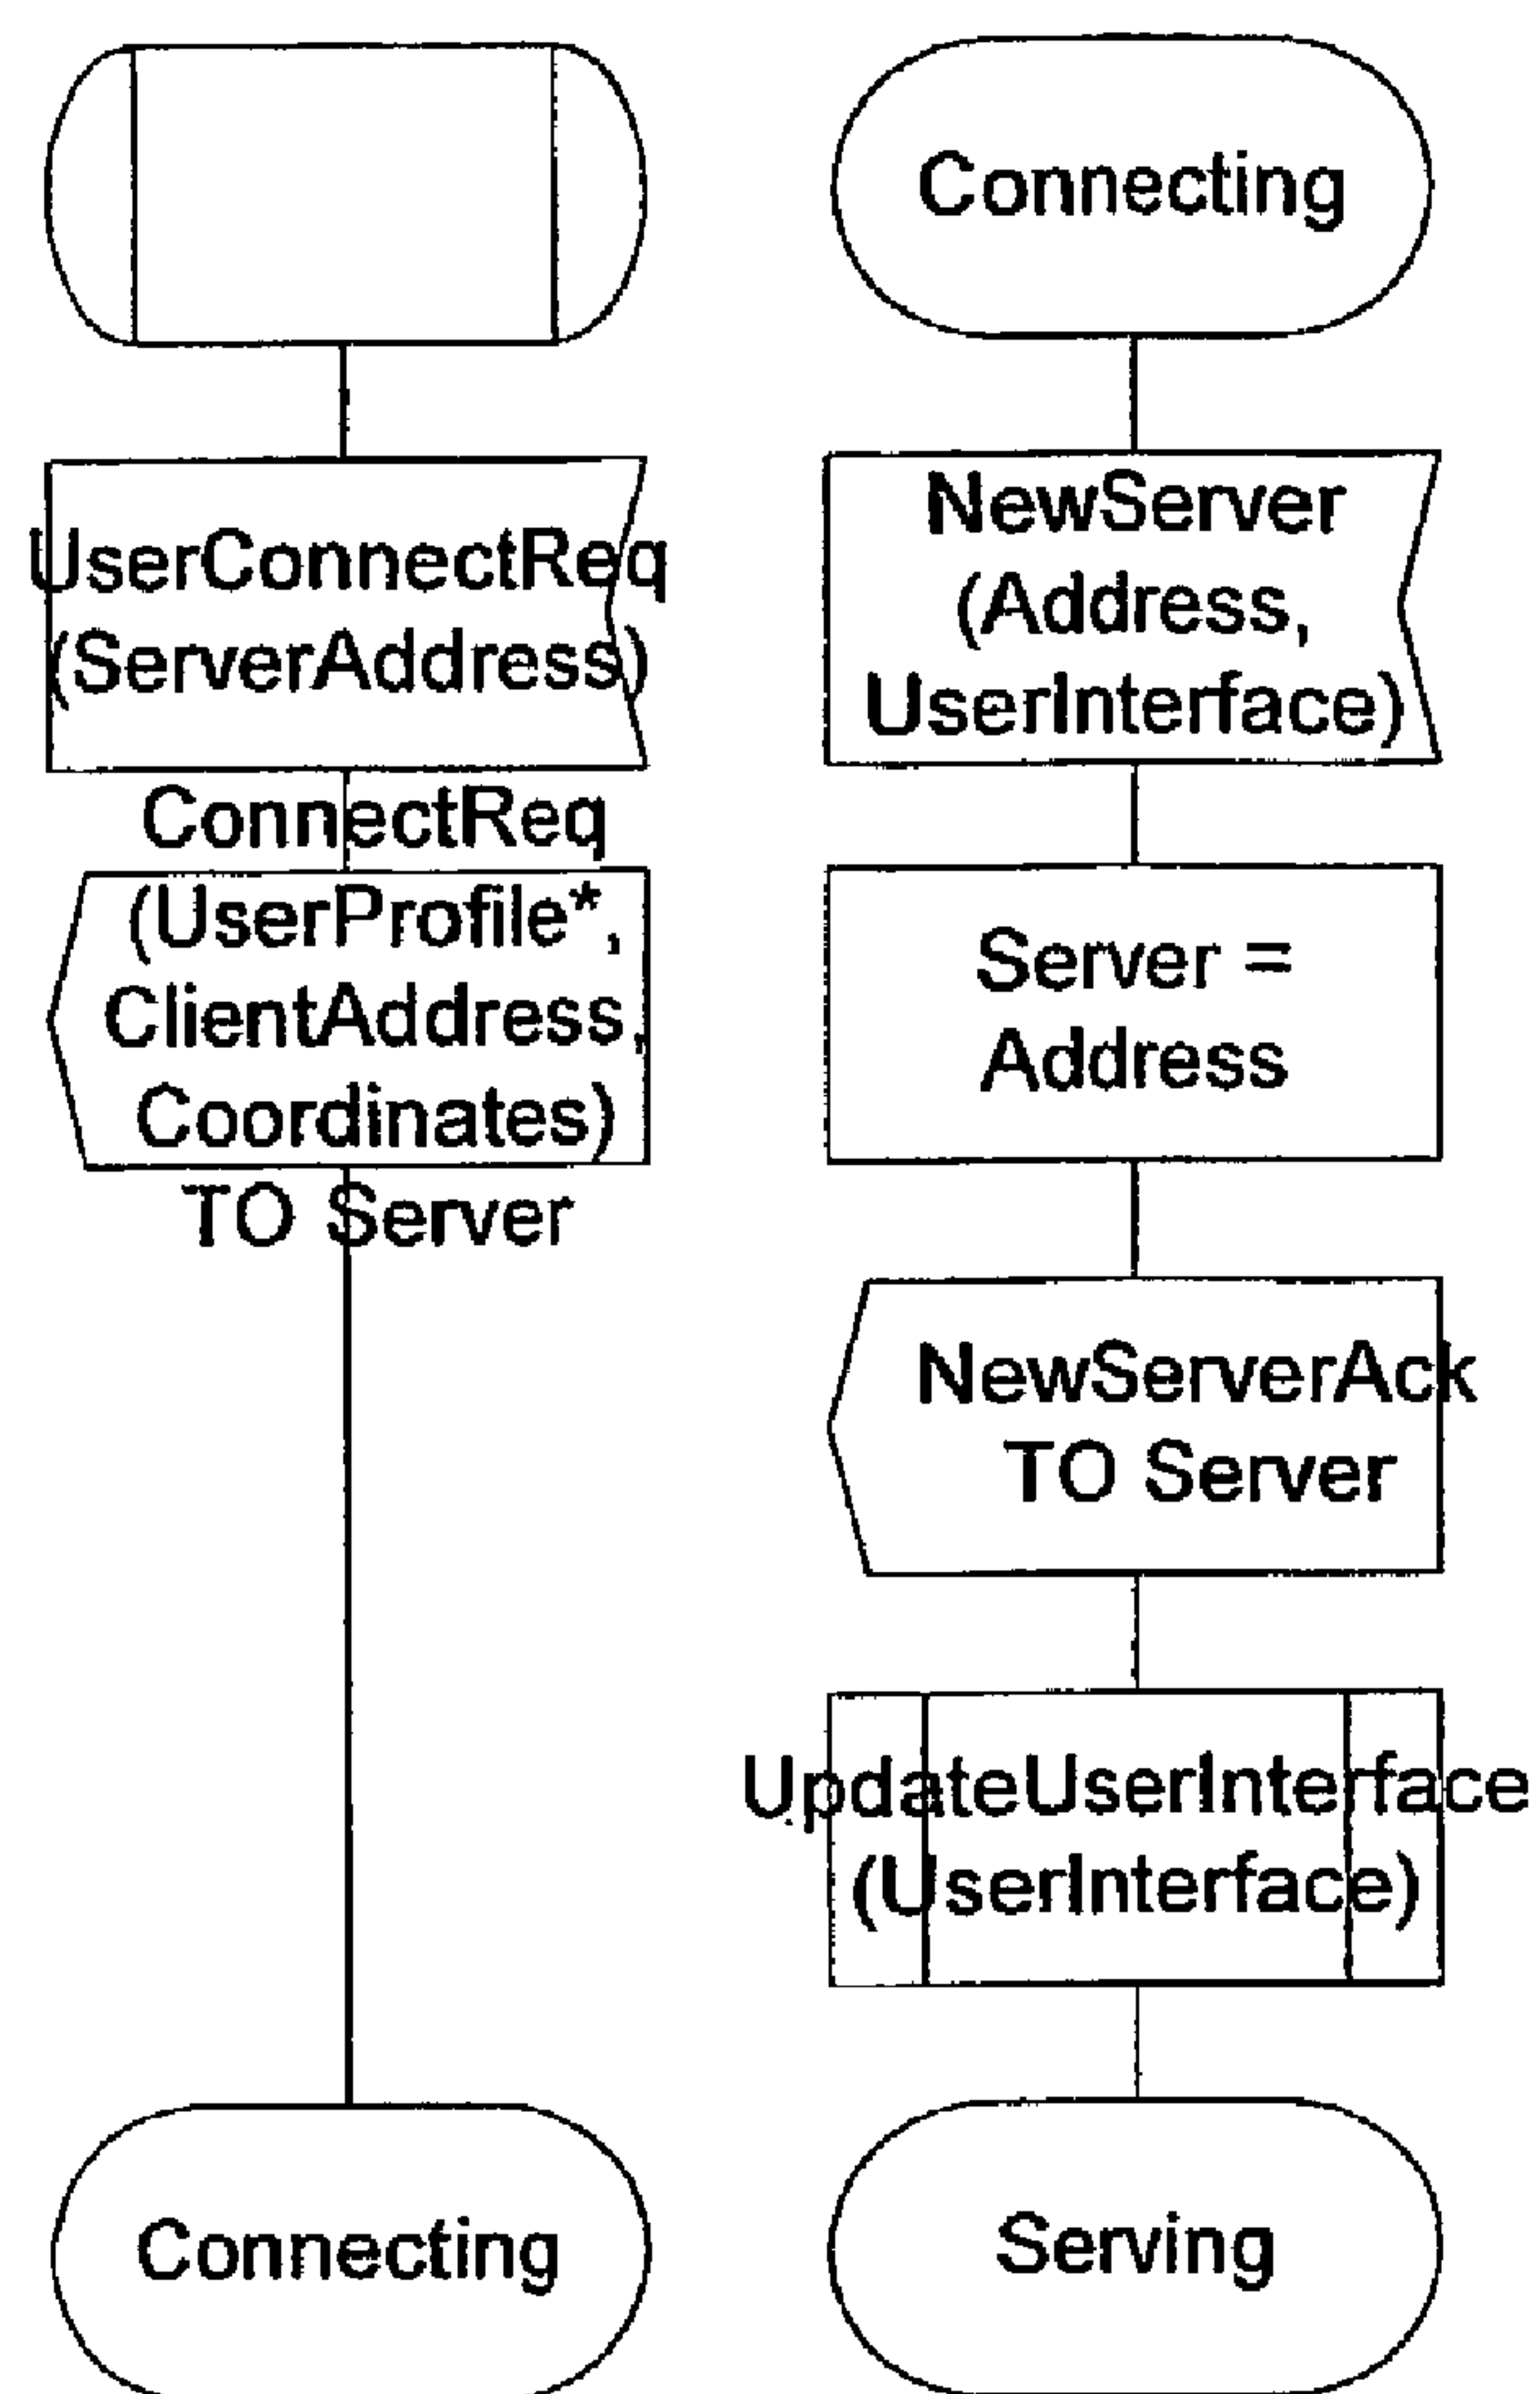 UserConnectReq
(ServerAddress)
ConnectReq
(UserProfile*,
ClientAddress,
Coordinates)
TO Server
Connecting
Connecting
NewServer
(Address,
UserInterface)
Server =
Address
NewServerAck
TO Server
UpdateUserInterface
(UserInterface)
Serving